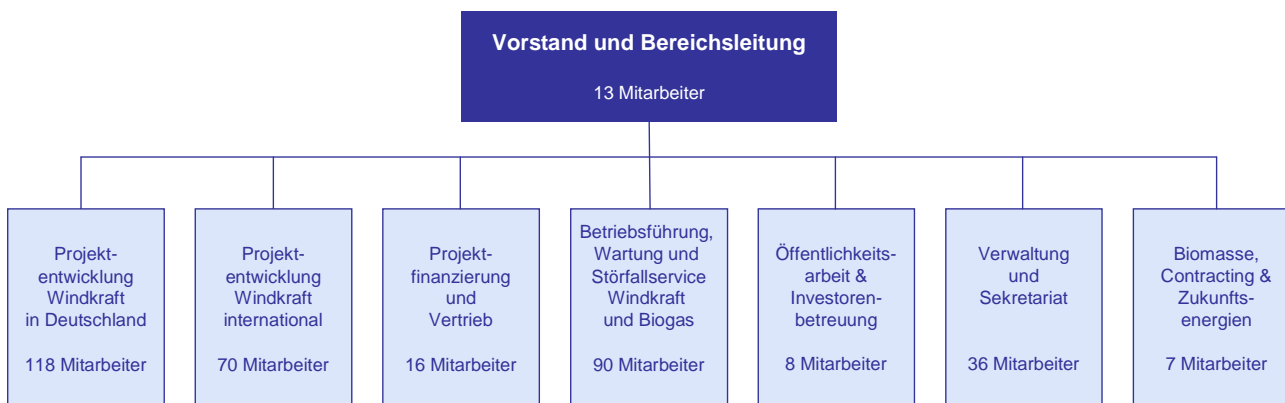 Vorstand und Bereichsleitung
13 Mitarbeiter
Projekt-
entwicklung
Windkraft
in Deutschland
118 Mitarbeiter
Projekt-
entwicklung
Windkraft
international
70 Mitarbeiter
Projekt-
finanzierung
und
Vertrieb
16 Mitarbeiter
Betriebsführung,
Wartung und
Störfallservice
Windkraft
und Biogas
90 Mitarbeiter
Öffentlichkeits-
arbeit &
Investoren-
betreuung
8 Mitarbeiter
Verwaltung
und
Sekretariat
36 Mitarbeiter
Biomasse,
Contracting &
Zukunfts-
energien
7 Mitarbeiter